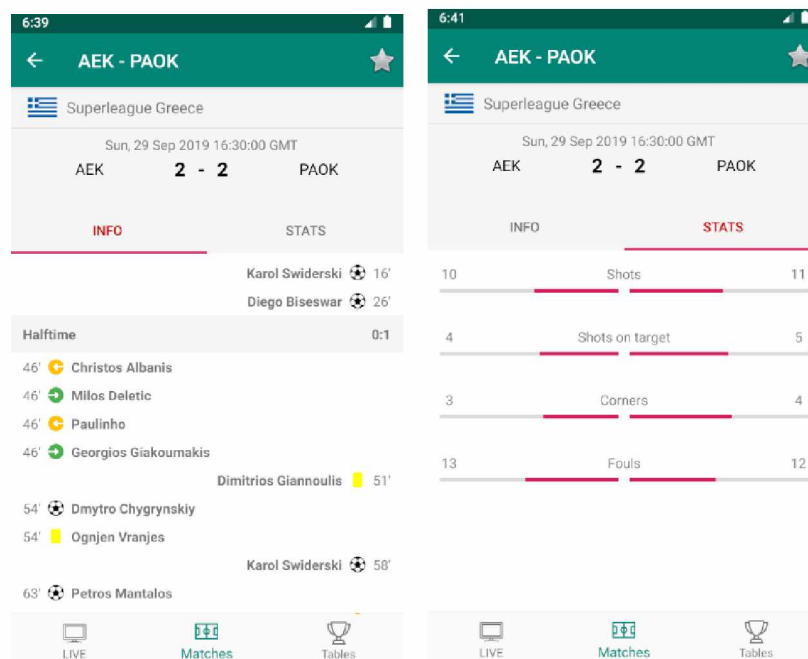 6:39
AEK - PAOK
Superleague Greece
Sun, 29 Sep 2019 16:30:00 GMT
AEK 2 - 2 PAOK
INFO STATS
Karol Swiderski 16'
Diego Biseswar 26'
Halftime 0:1
46' Christos Albanis
46' Milos Deletic
46' Paulinho
46' Georgios Giakoumakis
Dimitrios Giannoulis 51'
54' Dmytro Chygrynskiy
54' Ognjen Vranjes
Karol Swiderski 58'
63' Petros Mantalos
LIVE Matches Tables
6:41
AEK - PAOK
Superleague Greece
Sun, 29 Sep 2019 16:30:00 GMT
AEK 2 - 2 PAOK
INFO STATS
10 Shots 11
4 Shots on target 5
3 Corners 4
13 Fouls 12
LIVE Matches Tables